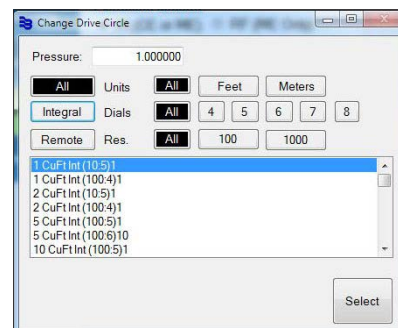 Change Drive Circle
Pressure: 1.000000
All Units All Feet Meters
Integral Dials All 4 5 6 7 8
Remote Res. All 100 1000
1 CuFt Int (10:5)1
1 CuFt Int (100:4)1
2 CuFt Int (10:5)1
2 CuFt Int (100:4)1
5 CuFt Int (100:5)1
5 CuFt Int (100:6)10
10 CuFt Int (100:5)1
Select